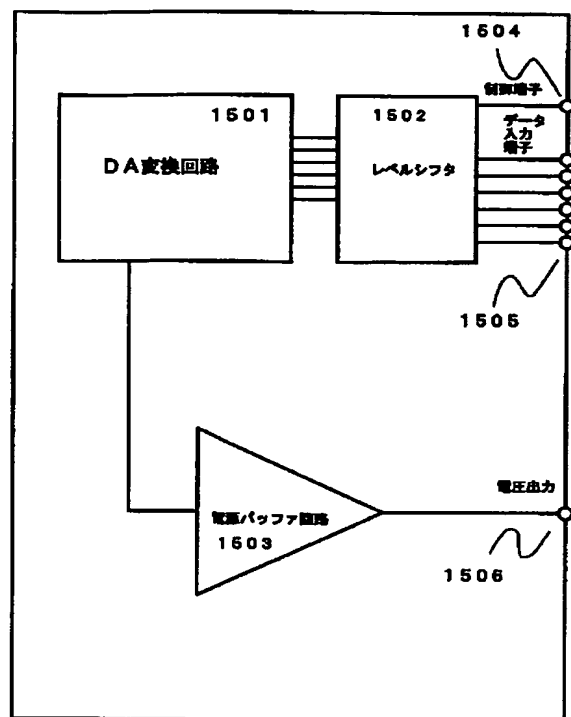 1504
制御端子
1501
1502
データ
入力
端子
DA変換回路
レベルシフタ
1505
電圧出力
電源バッファ回路
1503
1506